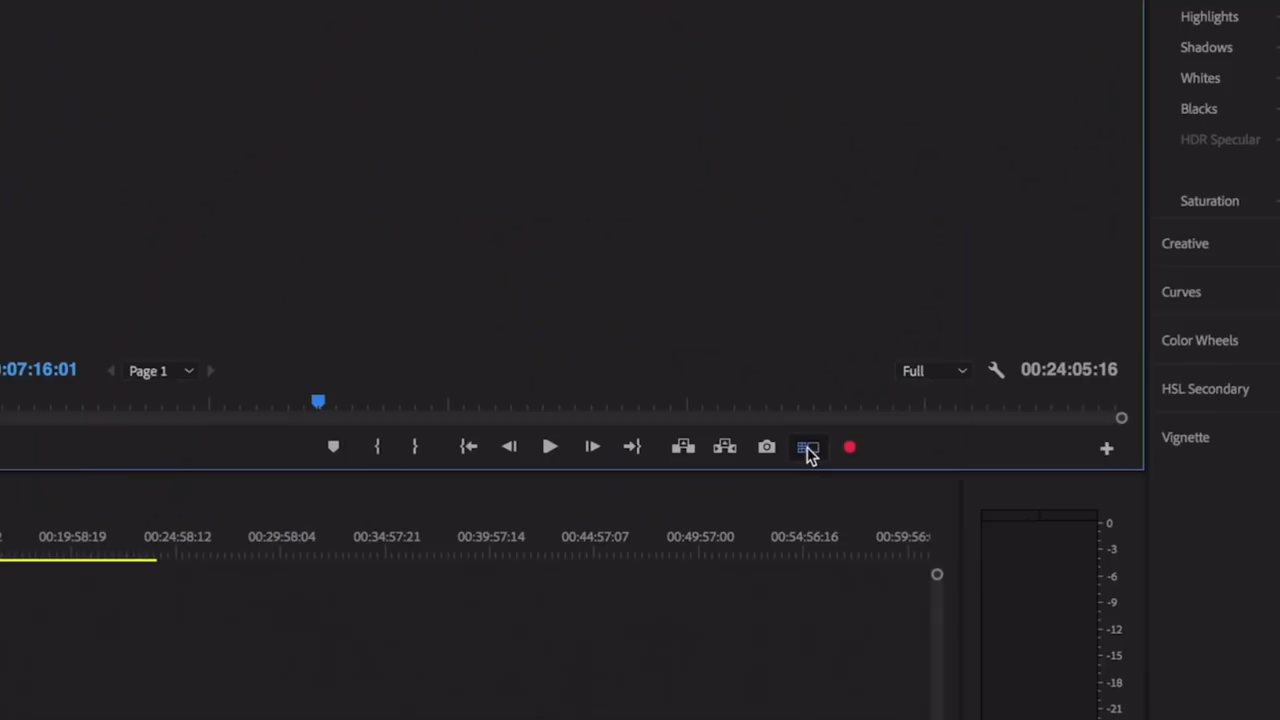 Highlights
Shadows
Whites
Blacks
HDR Specular
Saturation
Creative
Curves
Color Wheels
HSL Secondary
Vignette
:07:16:01 Page 1 Full 00:24:05:16
00:19:58:19 00:24:58:12 00:29:58:04 00:34:57:21 00:39:57:14 00:44:57:07 00:49:57:00 00:54:56:16 00:59:56:
0
-3
-6
-9
-12
-15
-18
-21